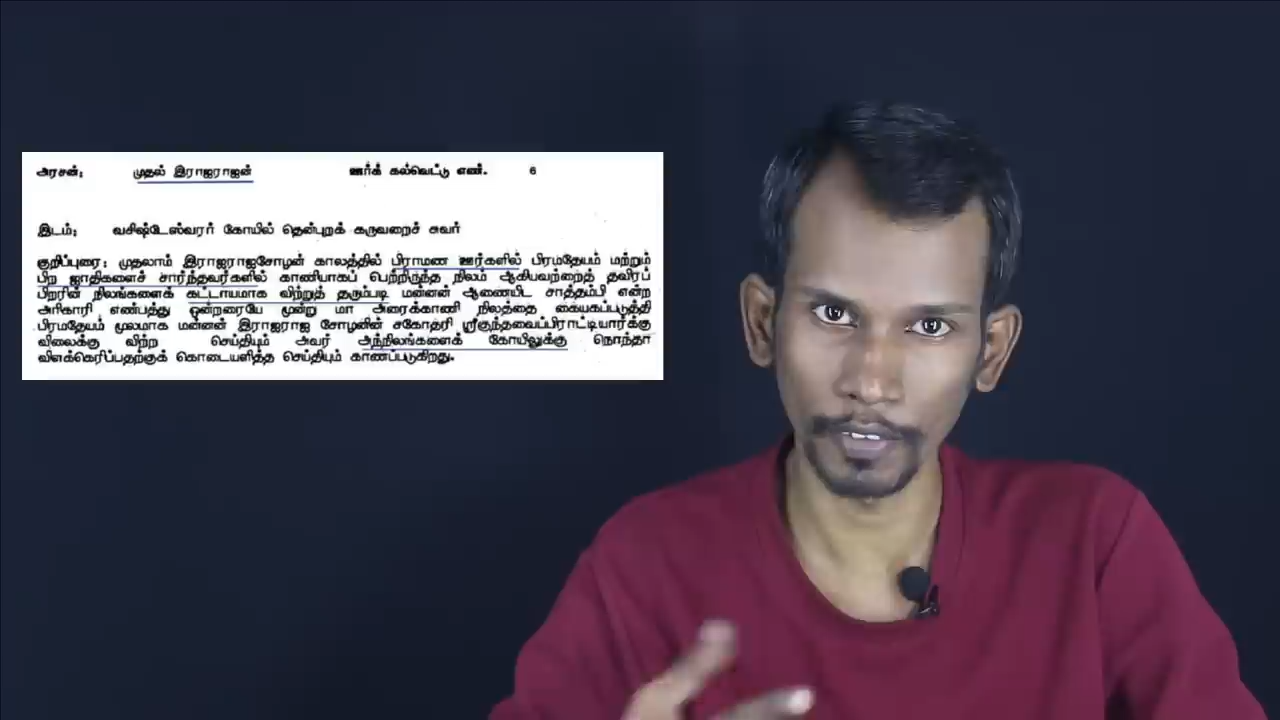 அரசன்; முதல் இராஜராஜன் ஊர்க் கல்வெட்டு எண். 6
இடம்; வசிஷ்டேஸ்வரர் கோயில் தென்புறக் கருவறைச் சுவர்
குறிப்புரை; முதலாம் இராஜராஜசோழன் காலத்தில் பிராமண ஊர்களில் பிரமதேயம் மற்றும்
பிற ஜாதிகளைச் சார்ந்தவர்களில் காணியாகப் பெற்றிருந்த நிலம் ஆகியவற்றைத் தவிரப்
பிறரின் நிலங்களைக் கட்டாயமாக விற்றுத் தரும்படி மன்னன் ஆணையிட சாத்தம்பி என்ற
அரிகாரி எண்பத்து ஒன்றரையே மூன்று மா அரைக்காணி நிலத்தை கையகப்படுத்தி
பிரமதேயம் மூலமாக மன்னன் இராஜராஜ சோழனின் சகோதரி ஸ்ரீகுந்தவைப்பிராட்டியார்க்கு
விலைக்கு விற்ற செய்தியும் அவர் அந்நிலங்களைக் கோயிலுக்கு நொந்தா
விளக்கெரிப்பதற்குக் கொடையளித்த செய்தியும் காணப்படுகிறது.